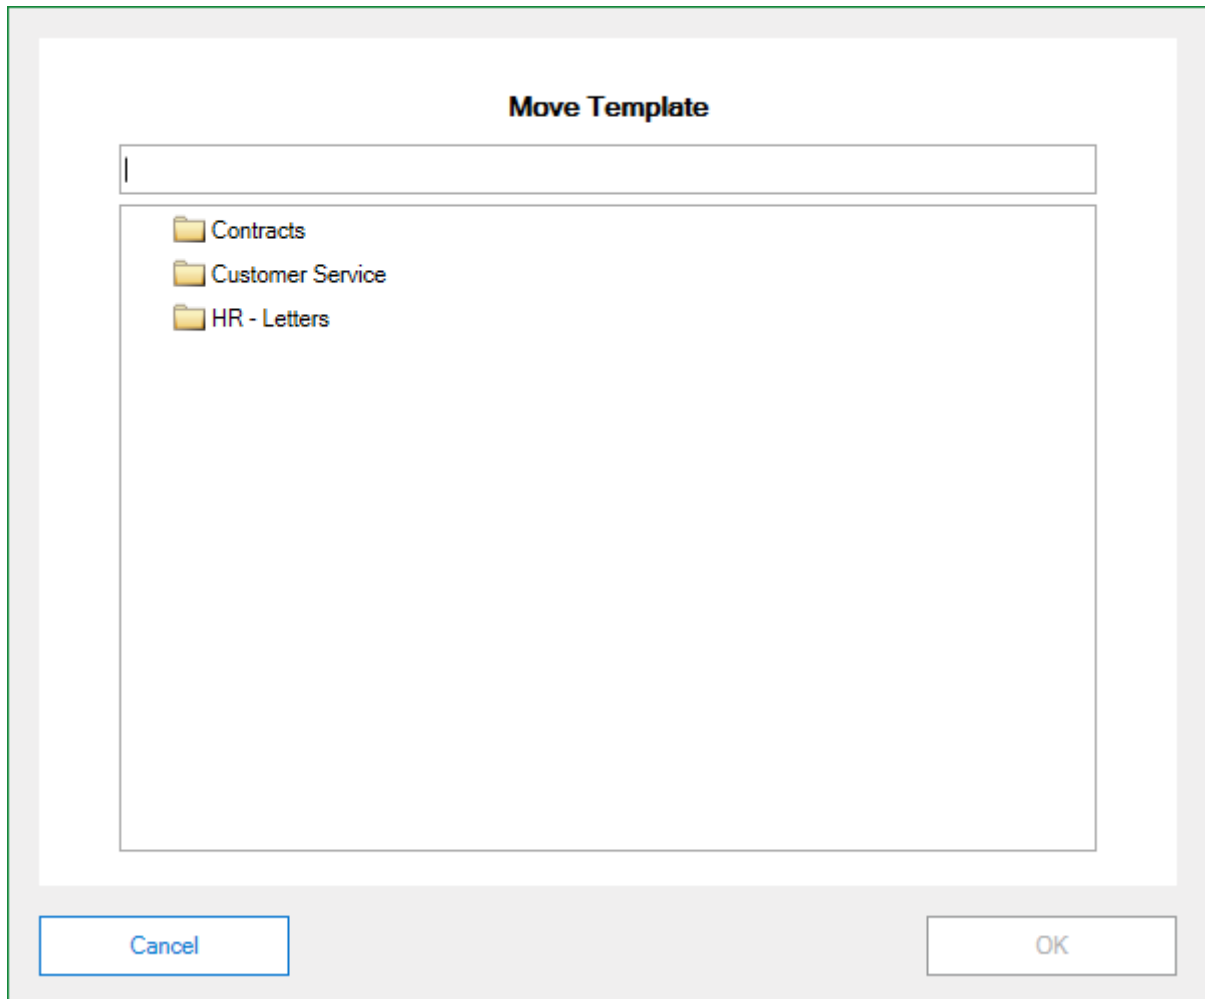 Move Template
Contracts
Customer Service
HR - Letters
Cancel
OK